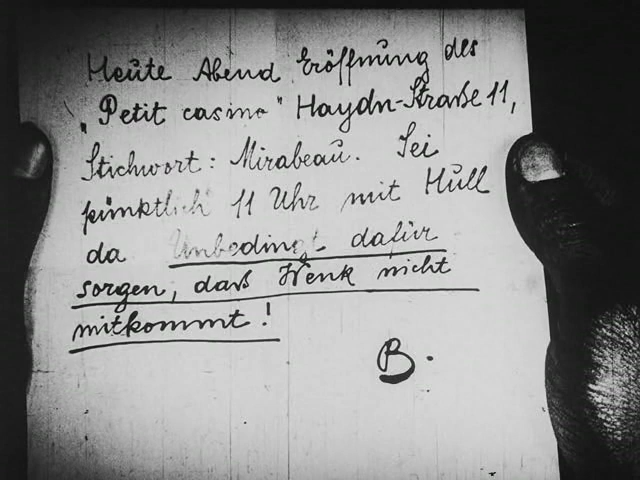 Heute Abend Eröffnung des
„Petit casino" Haydn-Straße 11,
Stichwort: Mirabeau. Sei
pünktlich 11 Uhr mit Hull
da Unbedingt dafür
sorgen, daß Wenk nicht
mitkommt!
B.